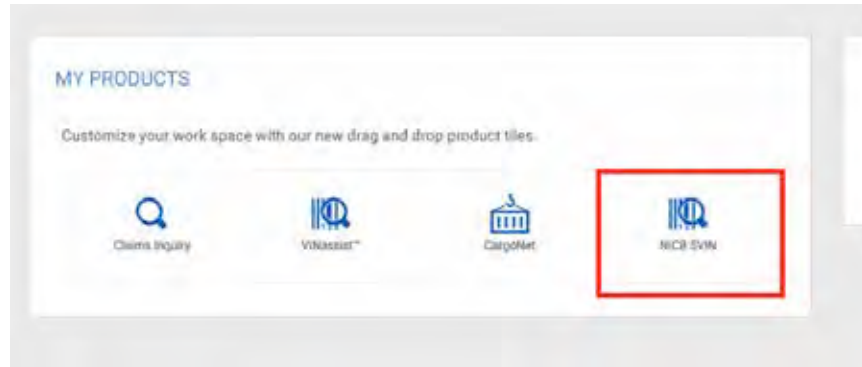 MY PRODUCTS
Customize your work space with our new drag and drop product tiles.
Claims Inquiry
VINassist™
CargoNet
NICB SVIN